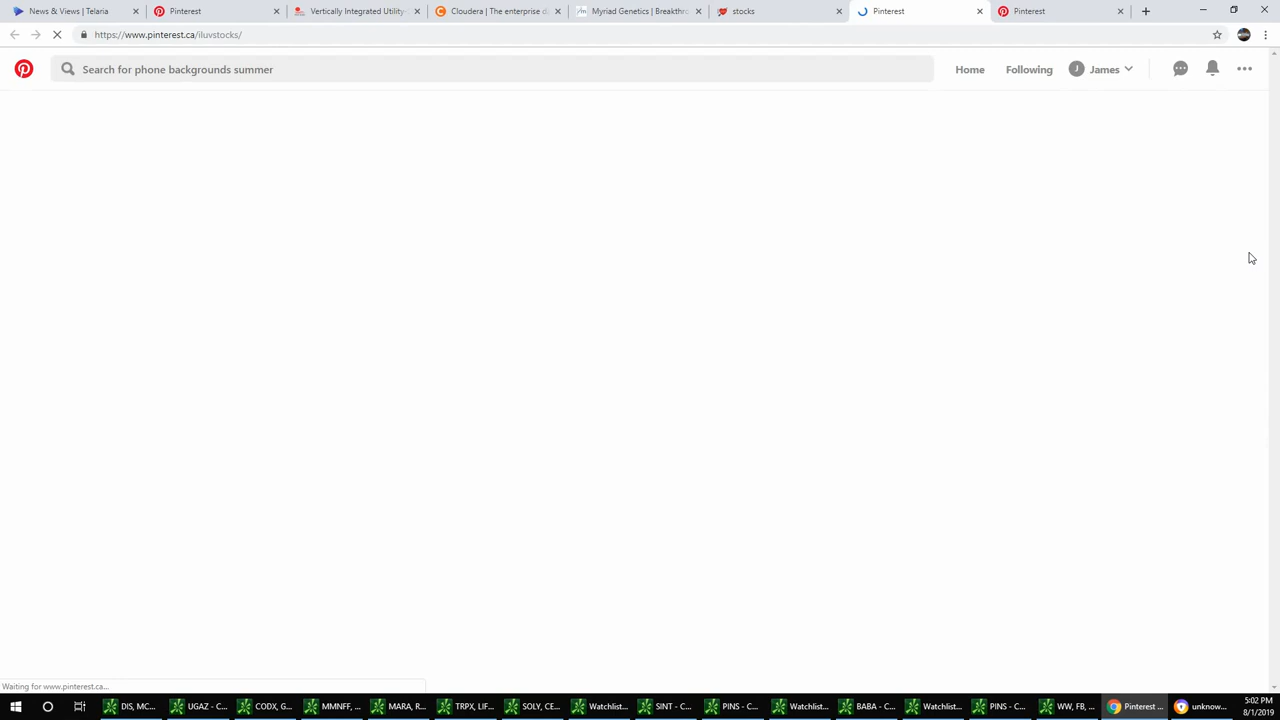 News & Views | Telaria
Pinterest
Vertically Integrated Utility-
Cloudera | The enterprise d
Myriad Genetics | Breakthro
stocks
Pinterest
Pinterest
https://www.pinterest.ca/iluvstocks/
Search for phone backgrounds summer
Home
Following
J
James
Waiting for www.pinterest.ca...
DIS, MC...
UGAZ - C...
CODX, G...
MMNFF, ...
MARA, R...
TRPX, LIF...
SOLY, CE...
Watchlist...
SINT - C...
PINS - C...
Watchlist...
BABA - C...
Watchlist...
PINS - C...
WW, FB, ...
Pinterest ...
unknow...
5:02 PM
8/1/2019